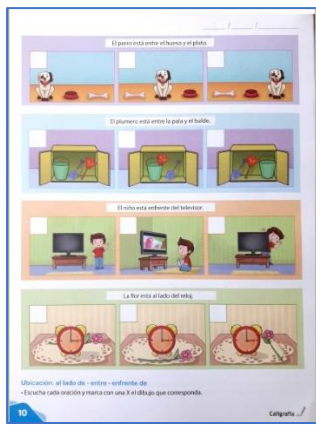 El perro está entre el hueso y el plato.
El plumero está entre la pala y el balde.
El niño está enfrente del televisor.
La flor está al lado del reloj.
Ubicación: al lado de - entre - enfrente de
• Escucha cada oración y marca con una X el dibujo que corresponda.
10
Caligrafix